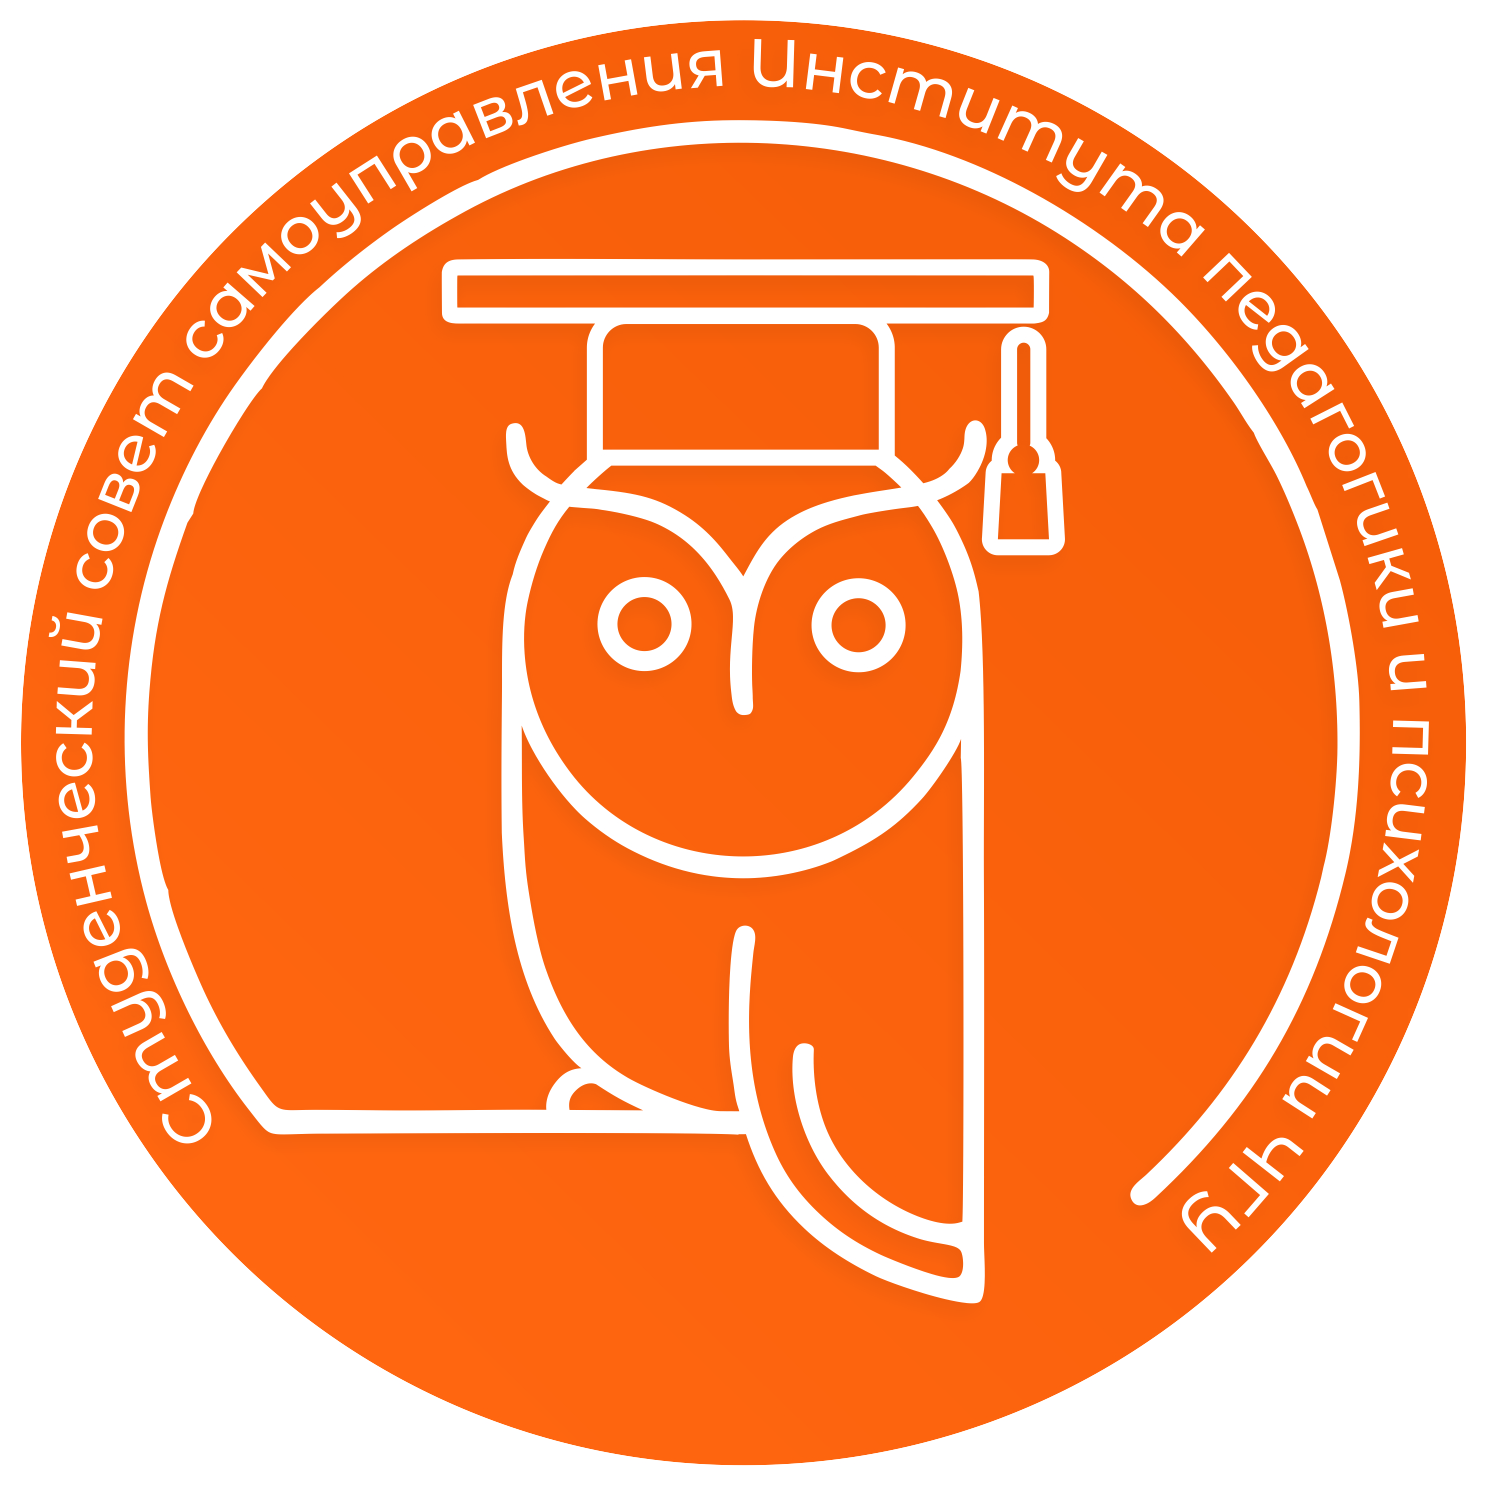 Студенческий совет самоуправления Института педагогики и психологии ЧГУ